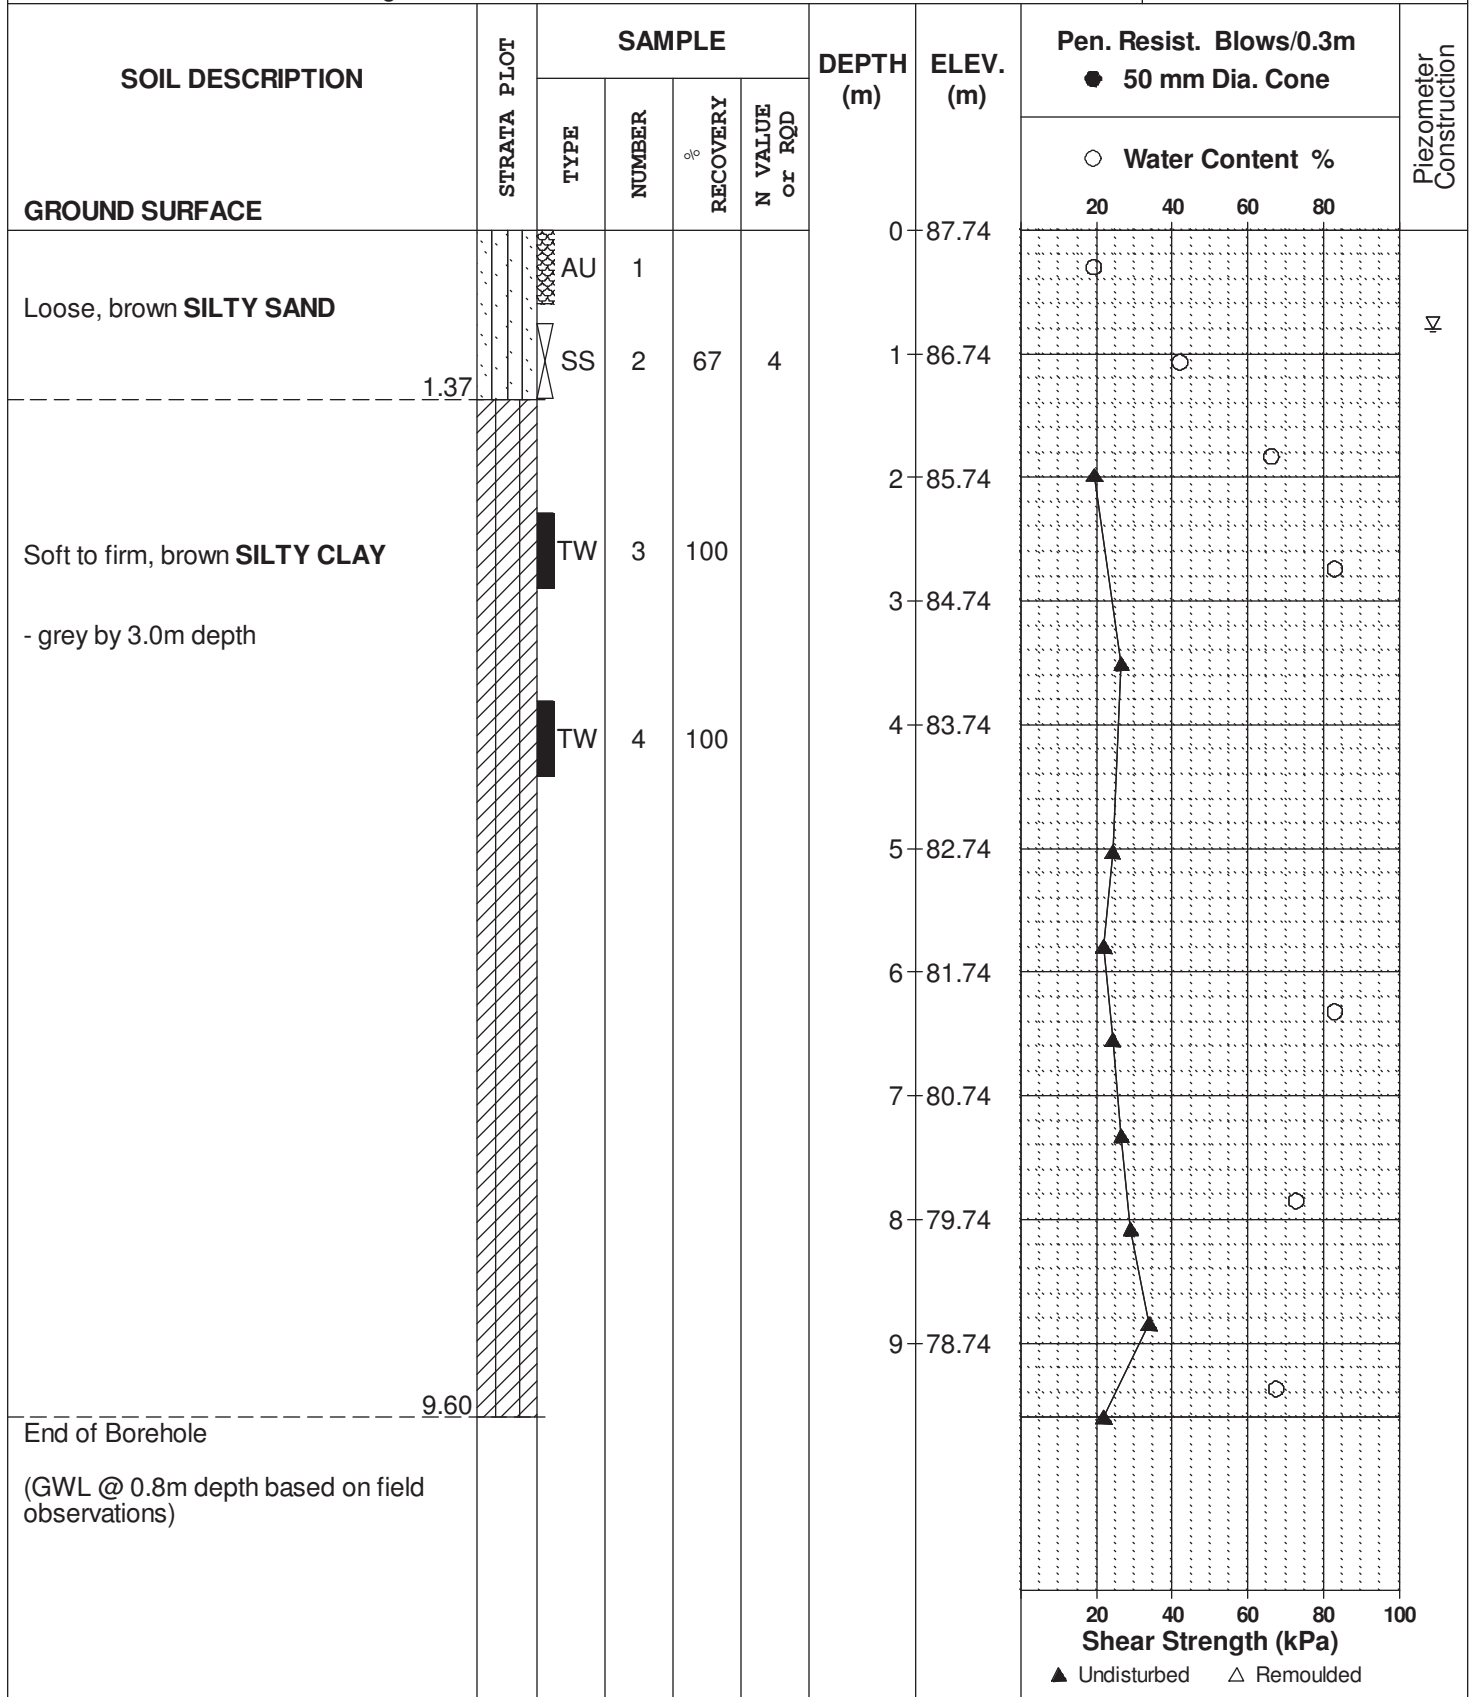 SOIL DESCRIPTION
GROUND SURFACE
STRATA PLOT
SAMPLE
TYPE
NUMBER
%
RECOVERY
N VALUE
or RQD
DEPTH
(m)
ELEV.
(m)
Pen. Resist. Blows/0.3m
● 50 mm Dia. Cone
○ Water Content %
20 40 60 80
Piezometer
Construction
0 87.74
AU 1
Loose, brown SILTY SAND
1 86.74
SS 2 67 4
1.37
2 85.74
Soft to firm, brown SILTY CLAY
TW 3 100
3 84.74
- grey by 3.0m depth
4 83.74
TW 4 100
5 82.74
6 81.74
7 80.74
8 79.74
9 78.74
9.60
End of Borehole
(GWL @ 0.8m depth based on field
observations)
20 40 60 80 100
Shear Strength (kPa)
▲ Undisturbed △ Remoulded